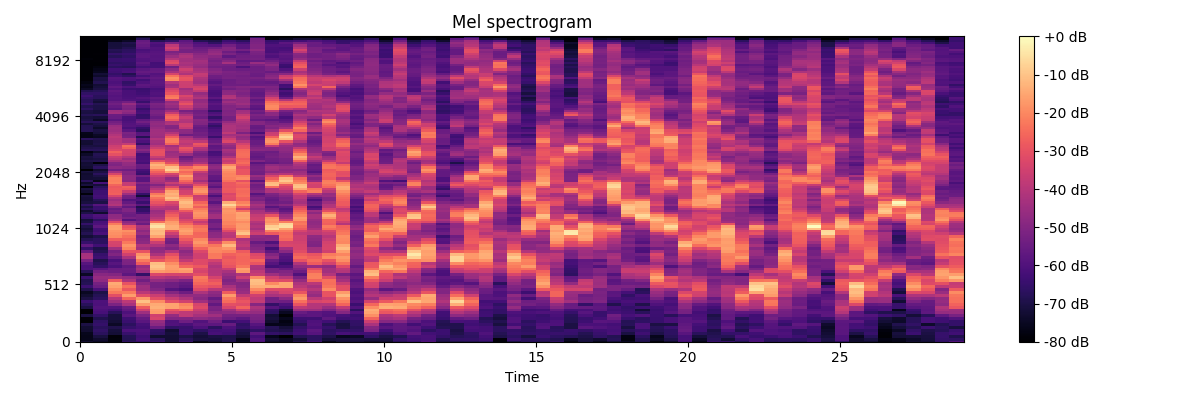 Mel spectrogram
8192
4096
2048
1024
512
0
Hz
0 5 10 15 20 25
Time
+0 dB
-10 dB
-20 dB
-30 dB
-40 dB
-50 dB
-60 dB
-70 dB
-80 dB